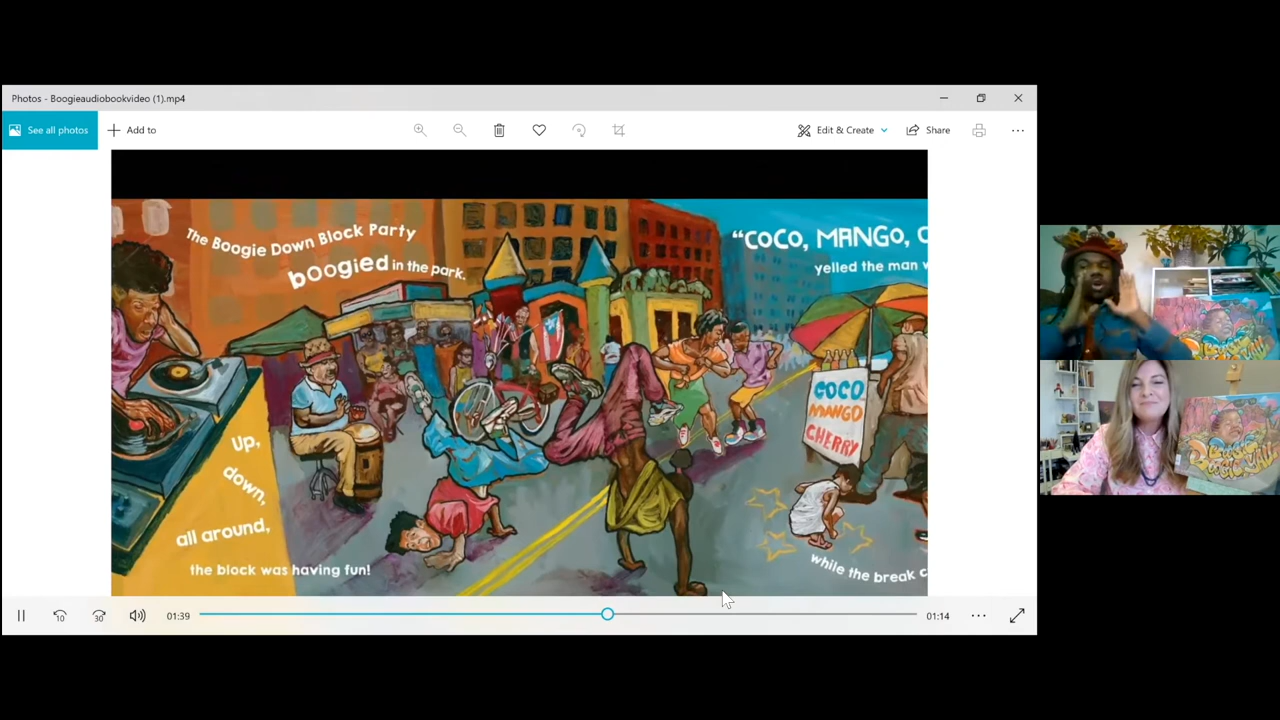 Photos - Boogieaudiobookvideo (1).mp4
See all photos
Add to
Edit & Create
Share
The Boogie Down Block Party
boogied in the park.
"COCO, MANGO, C
yelled the man w
COCO
MANGO
CHERRY
Up,
down,
all around,
the block was having fun!
while the break c
10
30
01:39
01:14